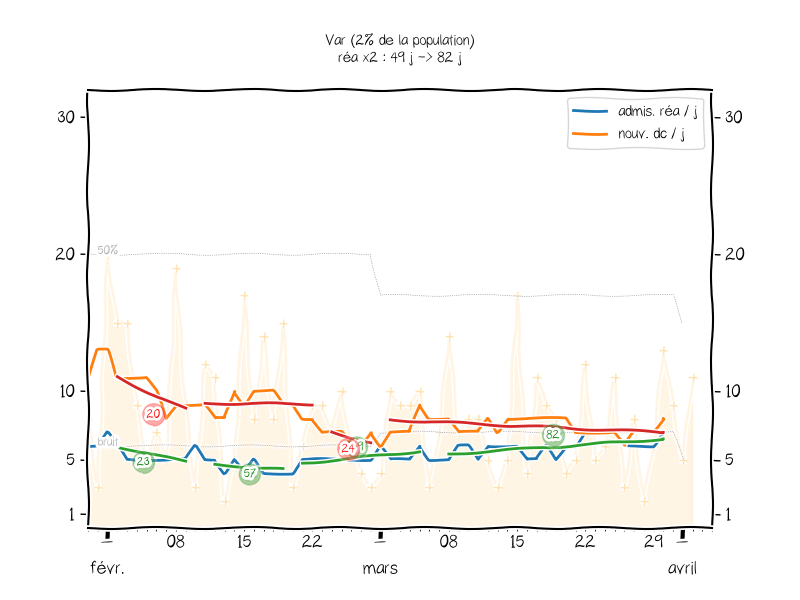 Var (2% de la population)
réa x2 : 49 j -> 82 j
admis. réa / j
nouv. dc / j
30
30
50%
20
20
10
10
20
82
bruit
24
23
57
5
5
1
1
08
15
22
08
15
22
29
févr.
mars
avril